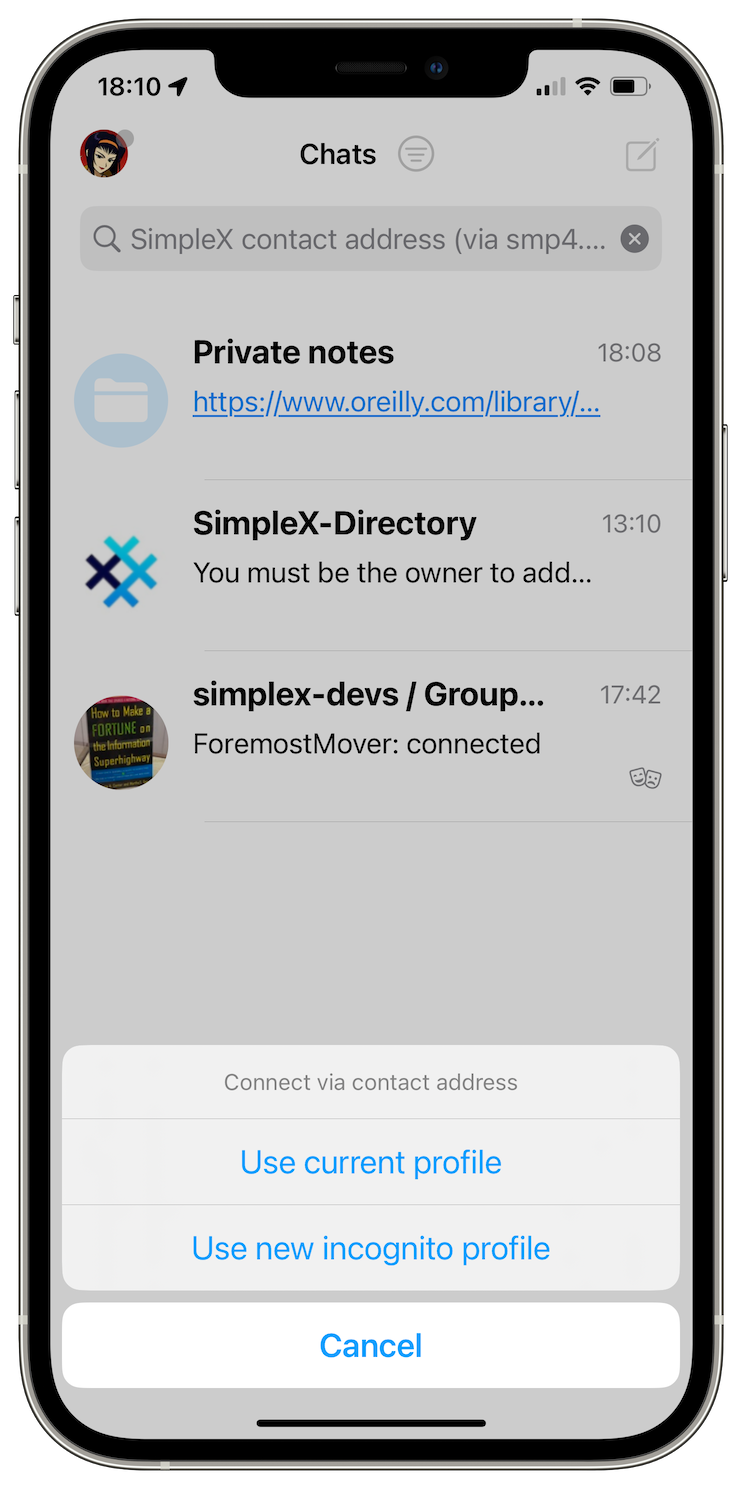 18:10
Chats
SimpleX contact address (via smp4....
Private notes
18:08
https://www.oreilly.com/library/...
SimpleX-Directory
13:10
You must be the owner to add...
simplex-devs / Group...
17:42
How to Make a
FORTUNE on
the Information
Superhighway
ForemostMover: connected
Connect via contact address
Use current profile
Use new incognito profile
Cancel